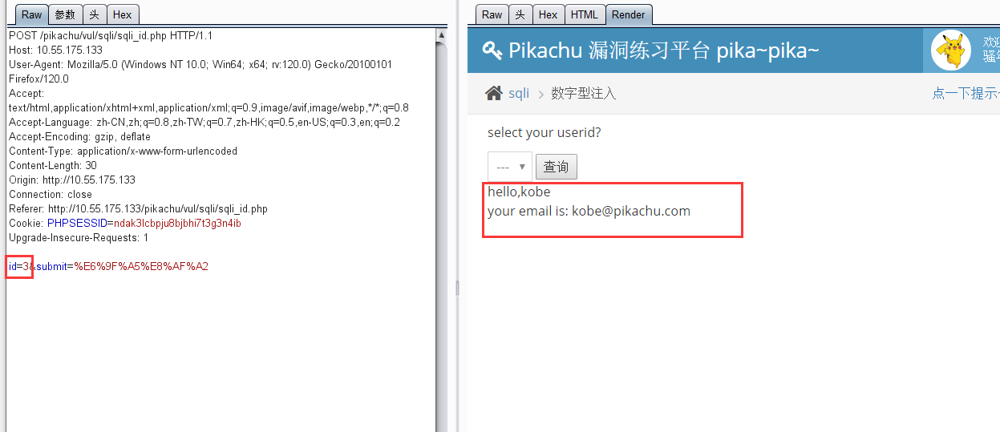 Raw 参数 头 Hex
POST /pikachu/vul/sqli/sqli_id.php HTTP/1.1
Host: 10.55.175.133
User-Agent: Mozilla/5.0 (Windows NT 10.0; Win64; x64; rv:120.0) Gecko/20100101
Firefox/120.0
Accept:
text/html,application/xhtml+xml,application/xml;q=0.9,image/avif,image/webp,*/*;q=0.8
Accept-Language: zh-CN,zh;q=0.8,zh-TW;q=0.7,zh-HK;q=0.5,en-US;q=0.3,en;q=0.2
Accept-Encoding: gzip, deflate
Content-Type: application/x-www-form-urlencoded
Content-Length: 30
Origin: http://10.55.175.133
Connection: close
Referer: http://10.55.175.133/pikachu/vul/sqli/sqli_id.php
Cookie: PHPSESSID=ndak3lcbpju8bjbhi7t3g3n4ib
Upgrade-Insecure-Requests: 1
id=3&submit=%E6%9F%A5%E8%AF%A2
Raw 头 Hex HTML Render
Pikachu 漏洞练习平台 pika~pika~
欢迎
骚年
sqli > 数字型注入
点一下提示~
select your userid?
--- 查询
hello,kobe
your email is: kobe@pikachu.com